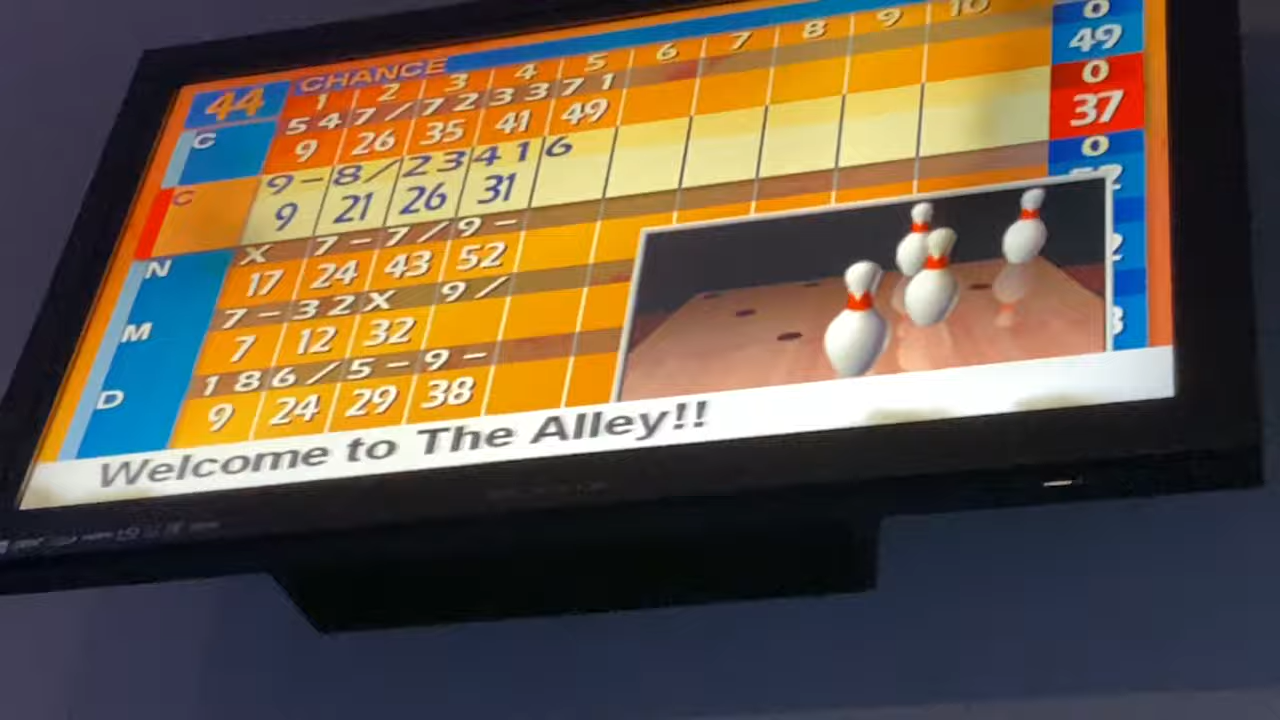 44 CHANCE
1 2 3 4 5 6 7 8 9 10
0
C 5 4 7 / 7 2 3 3 7 1
9 26 35 41 49 49
0
C 9 - 8 / 2 3 4 1 6
9 21 26 31 37
0
N X 7 - 7 / 9 -
17 24 43 52
M 7 - 3 2 X 9 /
7 12 32
D 1 8 6 / 5 - 9 -
9 24 29 38
Welcome to The Alley!!